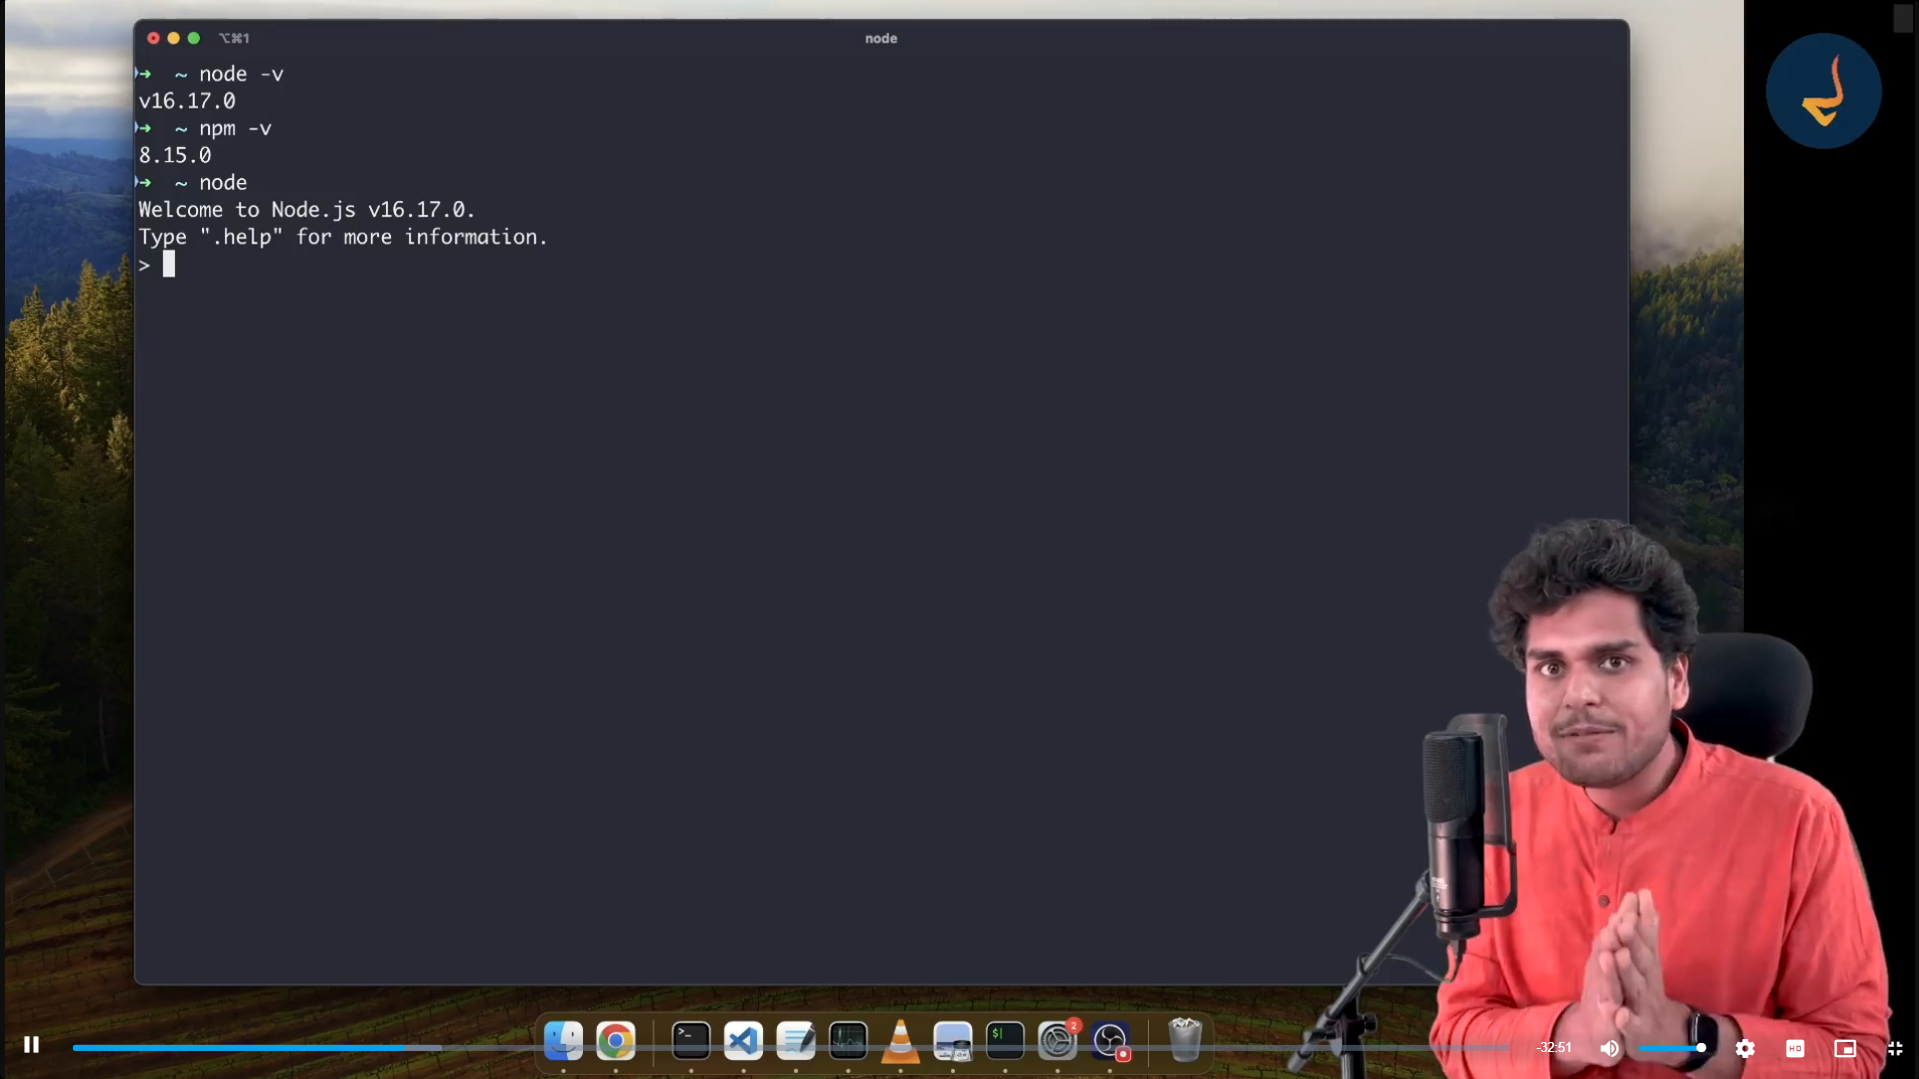 ⌥⌘1
node
➜ ~ node -v
v16.17.0
➜ ~ npm -v
8.15.0
➜ ~ node
Welcome to Node.js v16.17.0.
Type ".help" for more information.
>
>_
$
2
-32:51
HD